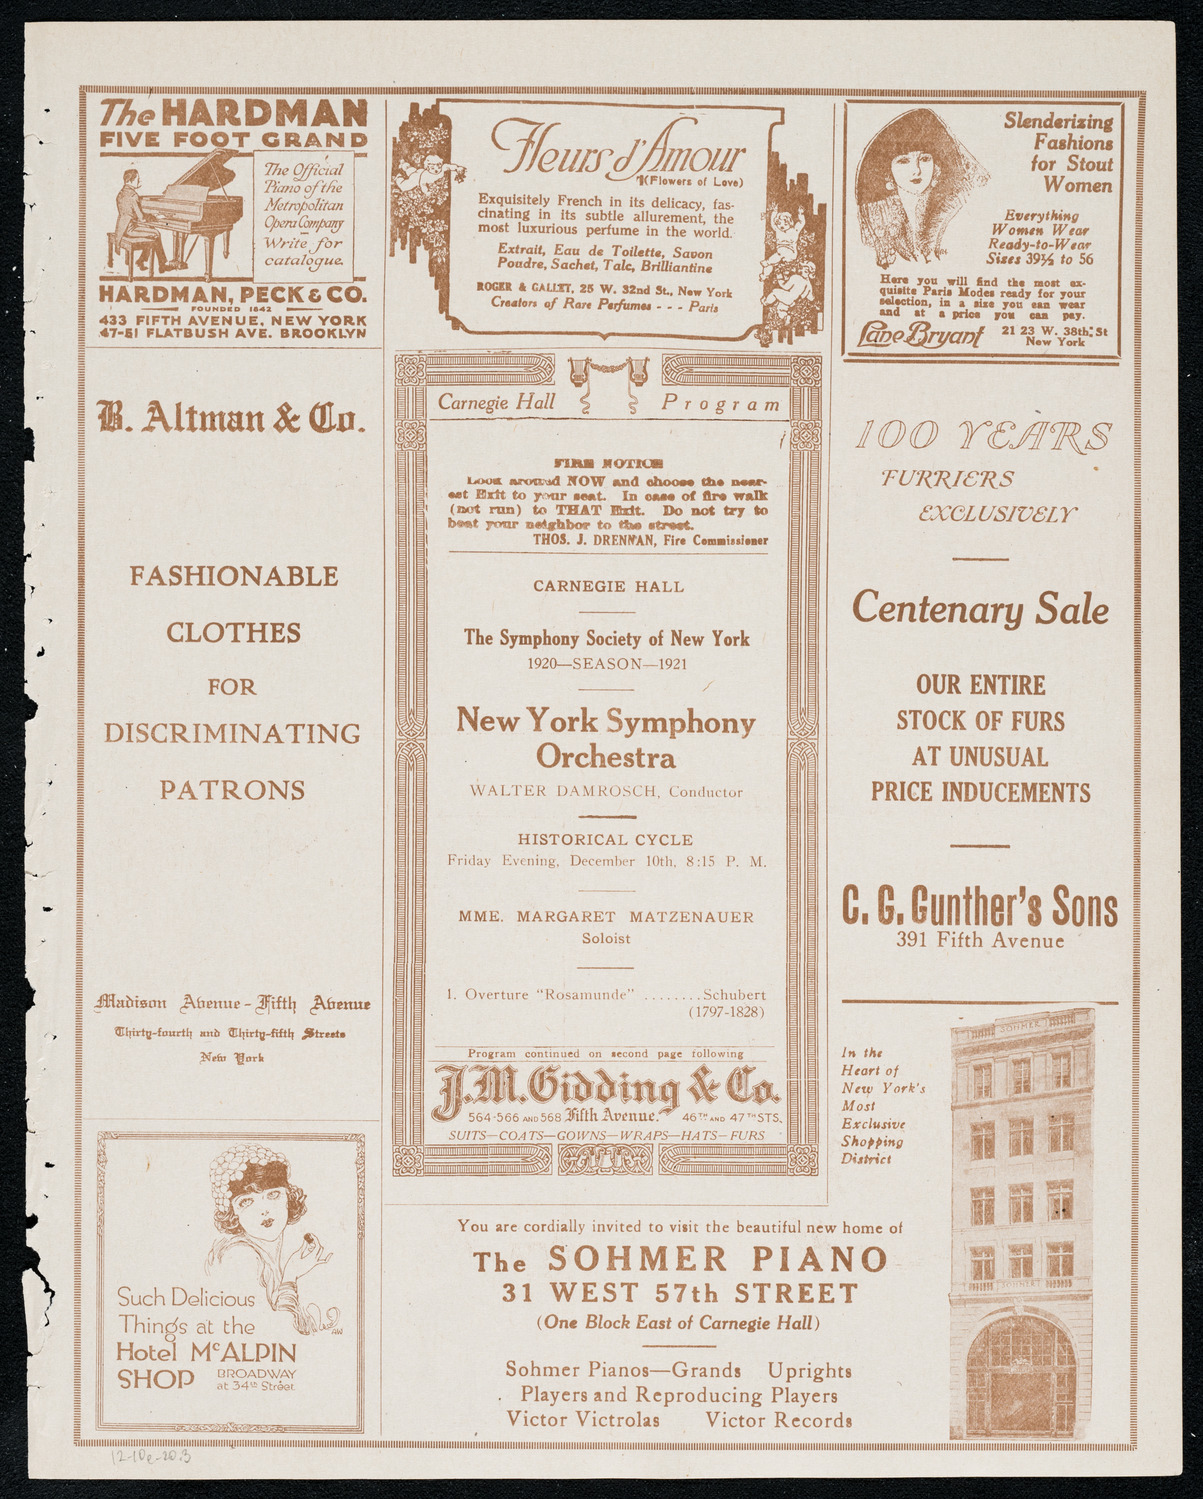 The HARDMAN
FIVE FOOT GRAND
The Official
Piano of the
Metropolitan
Opera Company
Write for
catalogue.
HARDMAN, PECK & CO.
FOUNDED 1842
433 FIFTH AVENUE, NEW YORK
47-51 FLATBUSH AVE. BROOKLYN
Fleurs d'Amour
(Flowers of Love)
Exquisitely French in its delicacy, fas-
cinating in its subtle allurement, the
most luxurious perfume in the world.
Extrait, Eau de Toilette, Savon
Poudre, Sachet, Talc, Brilliantine
ROGER & GALLET, 25 W. 32nd St., New York
Creators of Rare Perfumes - - - Paris
Slenderizing
Fashions
for Stout
Women
Everything
Women Wear
Ready-to-Wear
Sizes 39½ to 56
Here you will find the most ex-
quisite Paris Modes ready for your
selection, in a size you can wear
and at a price you can pay.
Lane Bryant 21 23 W. 38th St
New York
B. Altman & Co.
FASHIONABLE
CLOTHES
FOR
DISCRIMINATING
PATRONS
Madison Avenue - Fifth Avenue
Thirty-fourth and Thirty-fifth Streets
New York
Carnegie Hall Program
FIRE NOTICE
Look around NOW and choose the near-
est Exit to your seat. In case of fire walk
(not run) to THAT Exit. Do not try to
beat your neighbor to the street.
THOS. J. DRENNAN, Fire Commissioner
CARNEGIE HALL
The Symphony Society of New York
1920—SEASON—1921
New York Symphony
Orchestra
WALTER DAMROSCH, Conductor
HISTORICAL CYCLE
Friday Evening, December 10th, 8:15 P. M.
MME. MARGARET MATZENAUER
Soloist
1. Overture "Rosamunde" ........Schubert
(1797-1828)
Program continued on second page following
J.M. Gidding & Co.
564-566 AND 568 Fifth Avenue. 46TH AND 47TH STS.
SUITS—COATS—GOWNS—WRAPS—HATS—FURS
100 YEARS
FURRIERS
EXCLUSIVELY
Centenary Sale
OUR ENTIRE
STOCK OF FURS
AT UNUSUAL
PRICE INDUCEMENTS
C. G. Gunther's Sons
391 Fifth Avenue
In the
Heart of
New York's
Most
Exclusive
Shopping
District
SOHMER
SOHMER
Such Delicious
Things at the
Hotel McALPIN
SHOP BROADWAY
at 34th Street.
You are cordially invited to visit the beautiful new home of
The SOHMER PIANO
31 WEST 57th STREET
(One Block East of Carnegie Hall)
Sohmer Pianos—Grands Uprights
Players and Reproducing Players
Victor Victrolas Victor Records
12-10e-20.3